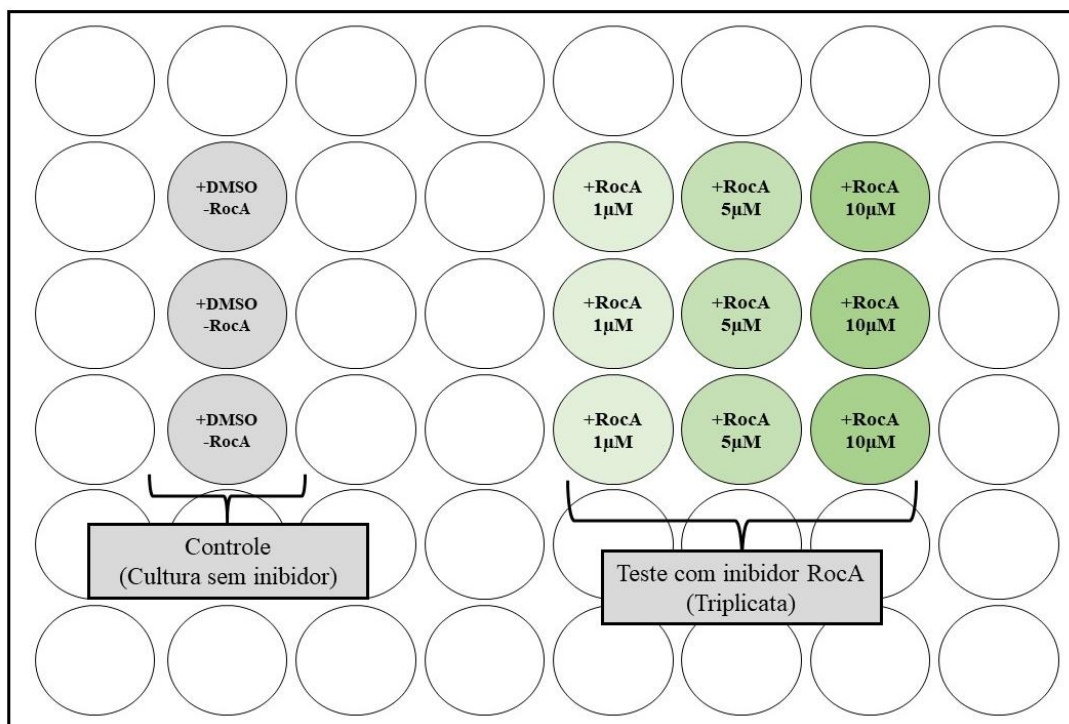 +DMSO
-RocA
+RocA
1µM
+RocA
5µM
+RocA
10µM
+DMSO
-RocA
+RocA
1µM
+RocA
5µM
+RocA
10µM
+DMSO
-RocA
+RocA
1µM
+RocA
5µM
+RocA
10µM
Controle
(Cultura sem inibidor)
Teste com inibidor RocA
(Triplicata)